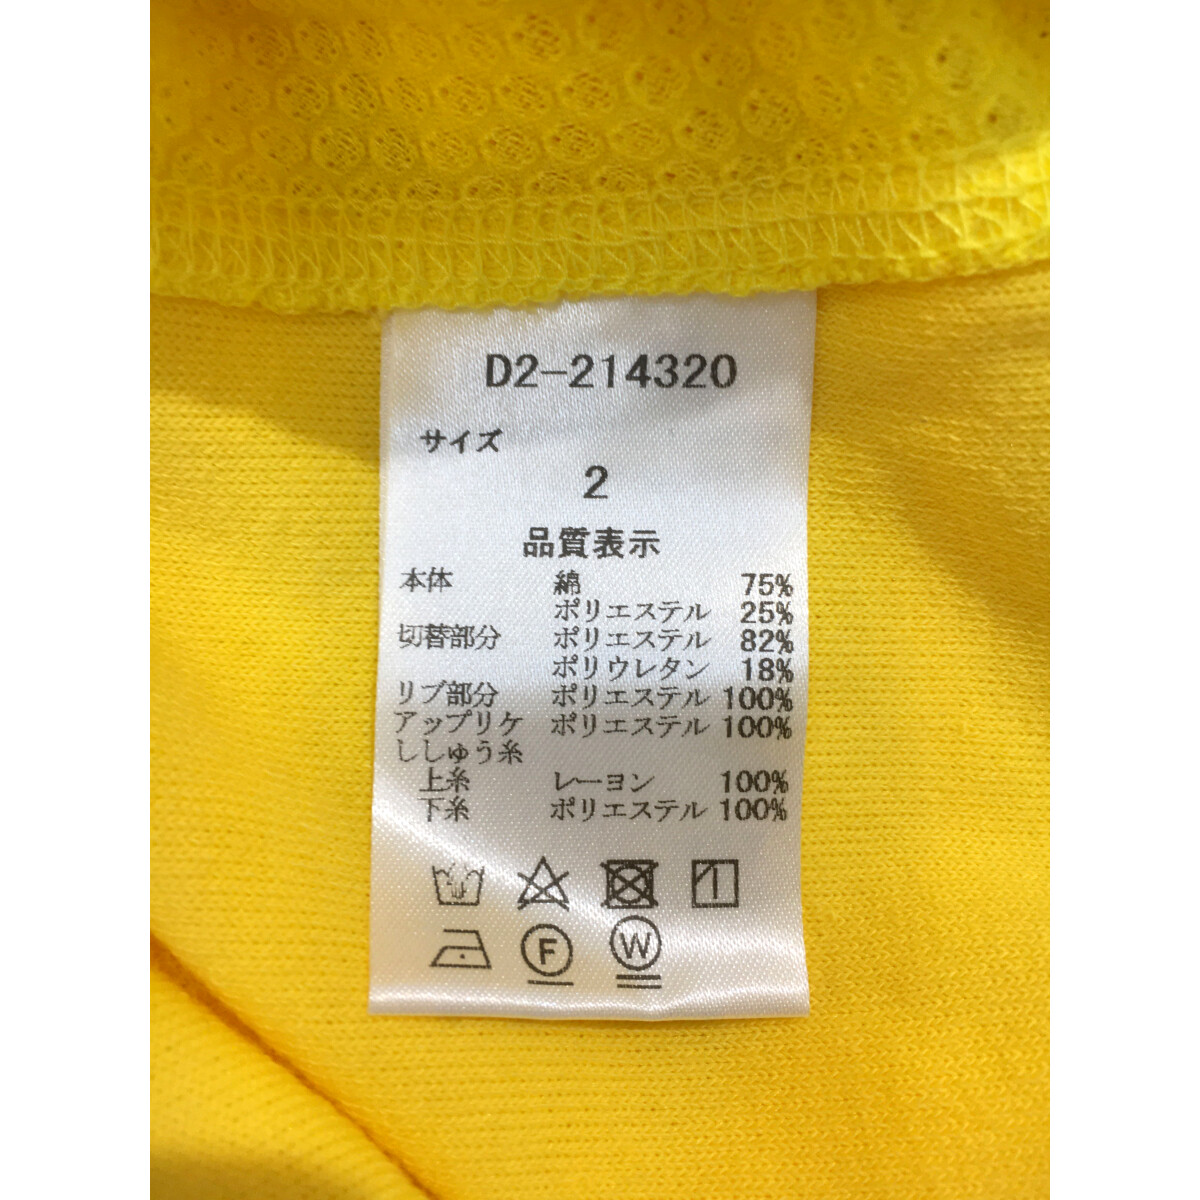 D2-214320
サイズ
2
品質表示
本体 綿 75%
ポリエステル 25%
切替部分 ポリエステル 82%
ポリウレタン 18%
リブ部分 ポリエステル 100%
アップリケ ポリエステル 100%
ししゅう糸
上糸 レーヨン 100%
下糸 ポリエステル 100%
F W